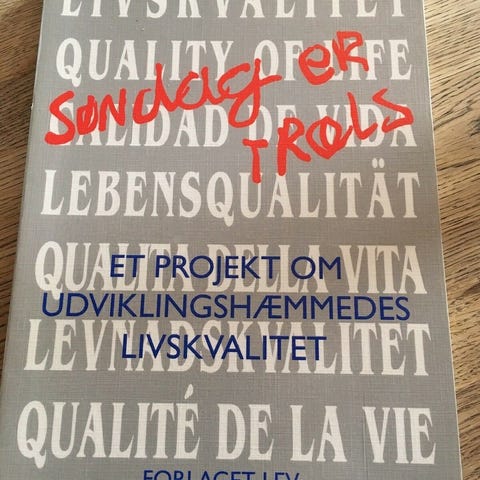 LIVSKVALITET
QUALITY OF LIFE
SØNdAg eR
CALIDAD DE VIDA
TRØLS
LEBENSQUALITÄT
QUALITA DELLA VITA
ET PROJEKT OM
UDVIKLINGSHÆMMEDES
LEVNADSKVALITET
LIVSKVALITET
QUALITÉ DE LA VIE
FORLAGET LEV